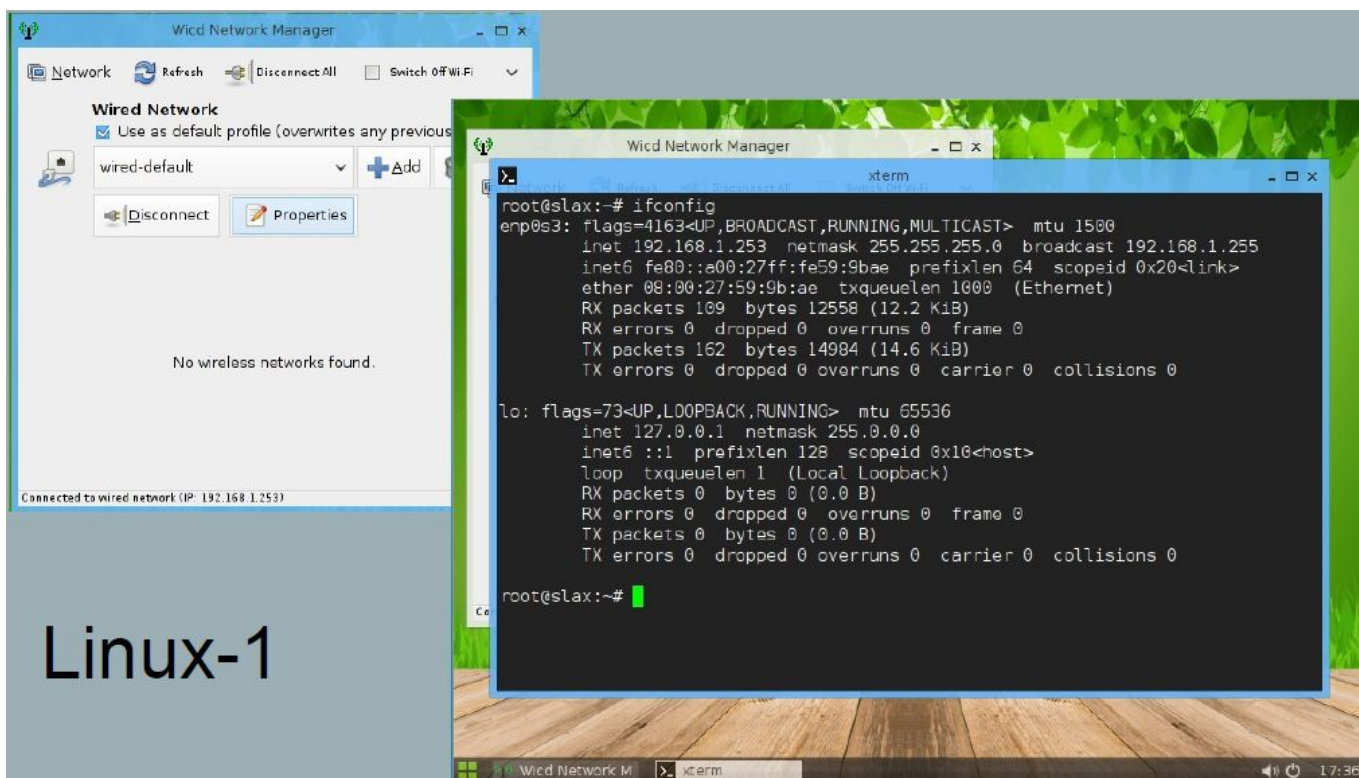 Wicd Network Manager
Network Refresh Disconnect All Switch Off Wi-Fi
Wired Network
Use as default profile (overwrites any previous
wired-default Add
Disconnect Properties
No wireless networks found.
Connected to wired network (IP: 192.168.1.253)
Linux-1
Wicd Network Manager
Network Refresh Disconnect All Switch Off Wi-Fi
xterm
root@slax:~# ifconfig
enp0s3: flags=4163<UP,BROADCAST,RUNNING,MULTICAST> mtu 1500
inet 192.168.1.253 netmask 255.255.255.0 broadcast 192.168.1.255
inet6 fe80::a00:27ff:fe59:9bae prefixlen 64 scopeid 0x20<link>
ether 08:00:27:59:9b:ae txqueuelen 1000 (Ethernet)
RX packets 109 bytes 12558 (12.2 KiB)
RX errors 0 dropped 0 overruns 0 frame 0
TX packets 162 bytes 14984 (14.6 KiB)
TX errors 0 dropped 0 overruns 0 carrier 0 collisions 0
lo: flags=73<UP,LOOPBACK,RUNNING> mtu 65536
inet 127.0.0.1 netmask 255.0.0.0
inet6 ::1 prefixlen 128 scopeid 0x10<host>
loop txqueuelen 1 (Local Loopback)
RX packets 0 bytes 0 (0.0 B)
RX errors 0 dropped 0 overruns 0 frame 0
TX packets 0 bytes 0 (0.0 B)
TX errors 0 dropped 0 overruns 0 carrier 0 collisions 0
root@slax:~#
Co
Wicd Network M xterm 17:36